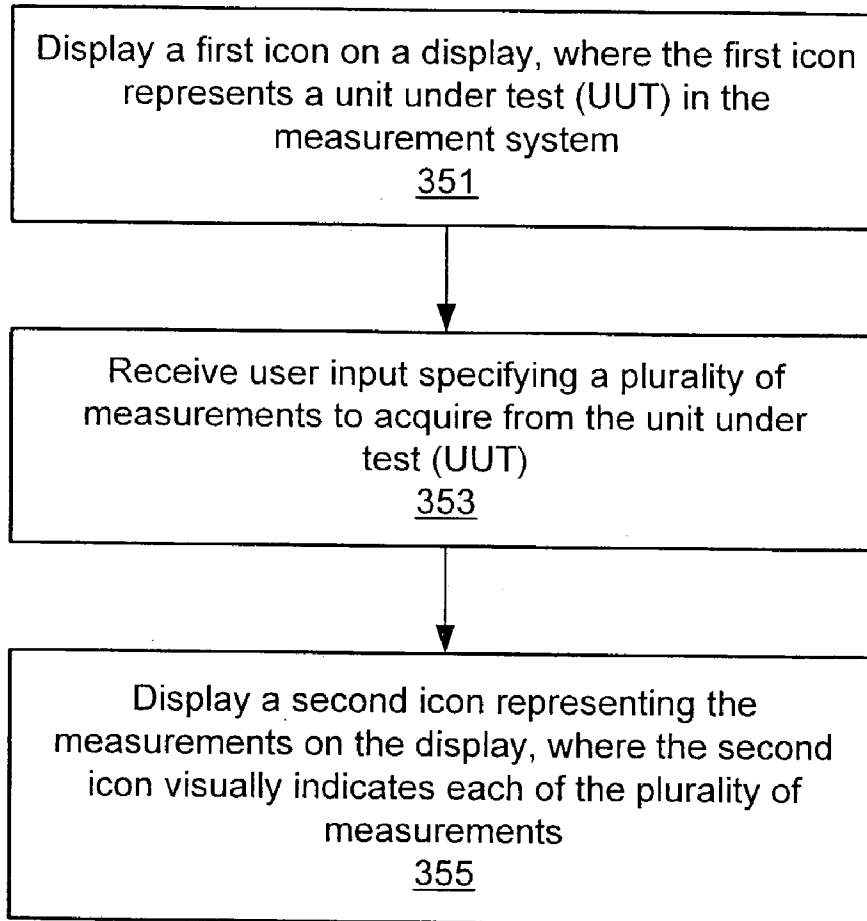 Display a first icon on a display, where the first icon
represents a unit under test (UUT) in the
measurement system
351
Receive user input specifying a plurality of
measurements to acquire from the unit under
test (UUT)
353
Display a second icon representing the
measurements on the display, where the second
icon visually indicates each of the plurality of
measurements
355